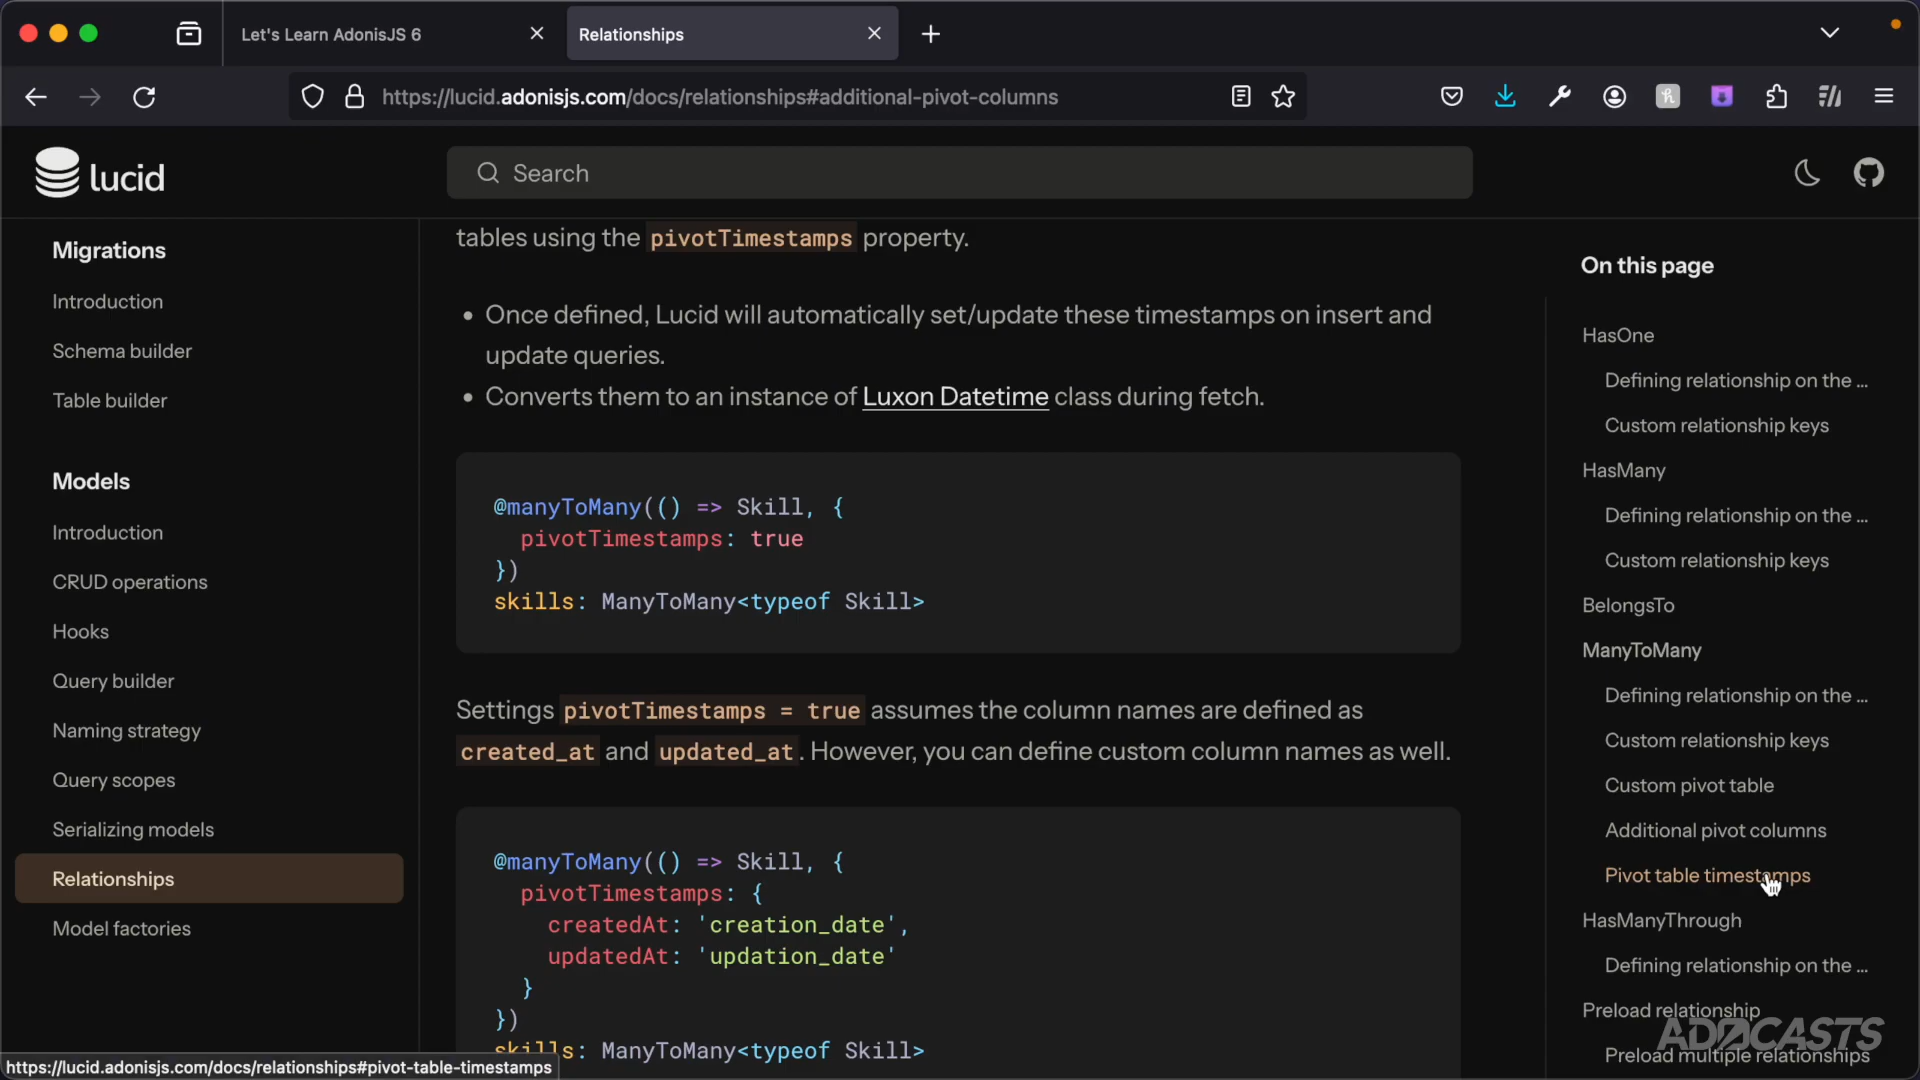 Let's Learn AdonisJS 6
Relationships
https://lucid.adonisjs.com/docs/relationships#additional-pivot-columns
lucid
Search
Migrations
Introduction
Schema builder
Table builder
Models
Introduction
CRUD operations
Hooks
Query builder
Naming strategy
Query scopes
Serializing models
Relationships
Model factories
tables using the pivotTimestamps property.
Once defined, Lucid will automatically set/update these timestamps on insert and
update queries.
Converts them to an instance of Luxon Datetime class during fetch.
@manyToMany(() => Skill, {
pivotTimestamps: true
})
skills: ManyToMany<typeof Skill>
Settings pivotTimestamps = true assumes the column names are defined as
created_at and updated_at. However, you can define custom column names as well.
@manyToMany(() => Skill, {
pivotTimestamps: {
createdAt: 'creation_date',
updatedAt: 'updation_date'
}
})
skills: ManyToMany<typeof Skill>
On this page
HasOne
Defining relationship on the ...
Custom relationship keys
HasMany
Defining relationship on the ...
Custom relationship keys
BelongsTo
ManyToMany
Defining relationship on the ...
Custom relationship keys
Custom pivot table
Additional pivot columns
Pivot table timestamps
HasManyThrough
Defining relationship on the ...
Preload relationship
Preload multiple relationships
ADOCASTS
https://lucid.adonisjs.com/docs/relationships#pivot-table-timestamps